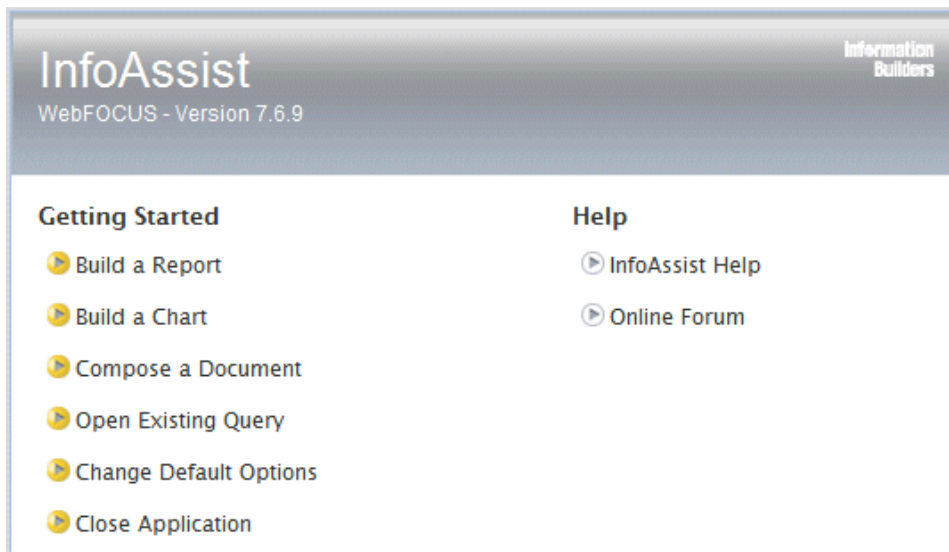 InfoAssist
WebFOCUS - Version 7.6.9
Information
Builders
Getting Started
Build a Report
Build a Chart
Compose a Document
Open Existing Query
Change Default Options
Close Application
Help
InfoAssist Help
Online Forum